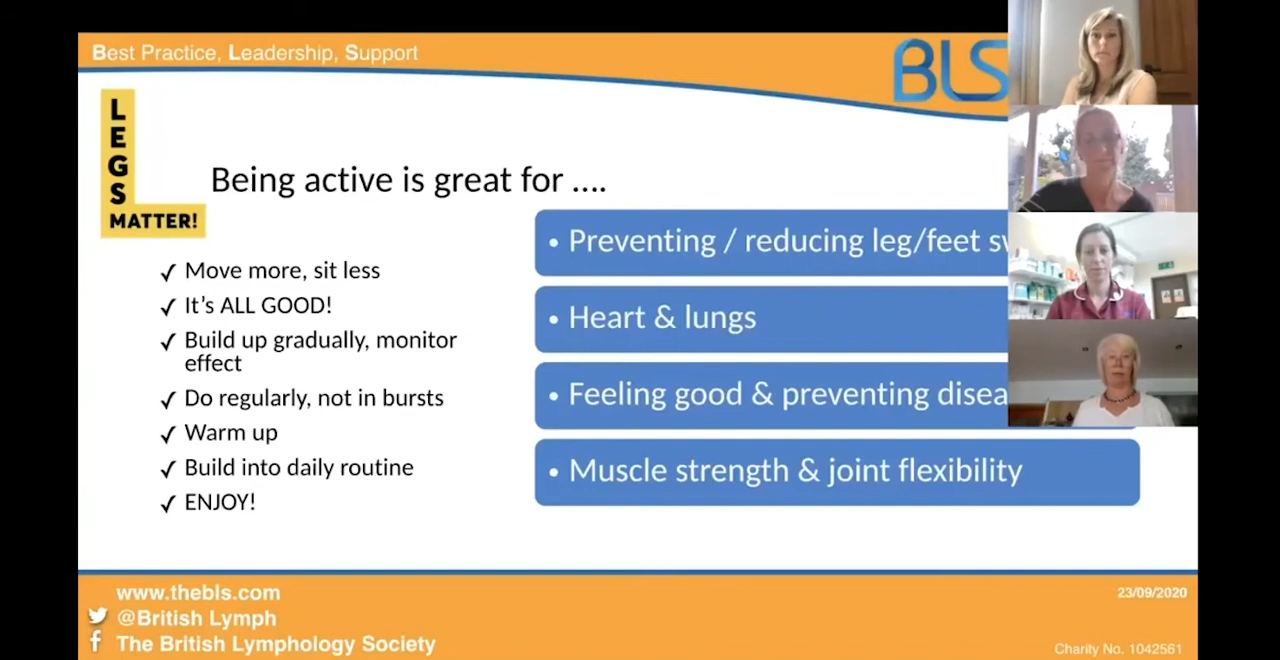 Best Practice, Leadership, Support
BLS
LEGS
MATTER!
Being active is great for ....
✓ Move more, sit less
✓ It's ALL GOOD!
✓ Build up gradually, monitor
effect
✓ Do regularly, not in bursts
✓ Warm up
✓ Build into daily routine
✓ ENJOY!
• Preventing / reducing leg/feet
• Heart & lungs
• Feeling good & preventing
• Muscle strength & joint flexibility
www.thebls.com
@British Lymph
The British Lymphology Society
23/09/2020
Charity No. 1042561